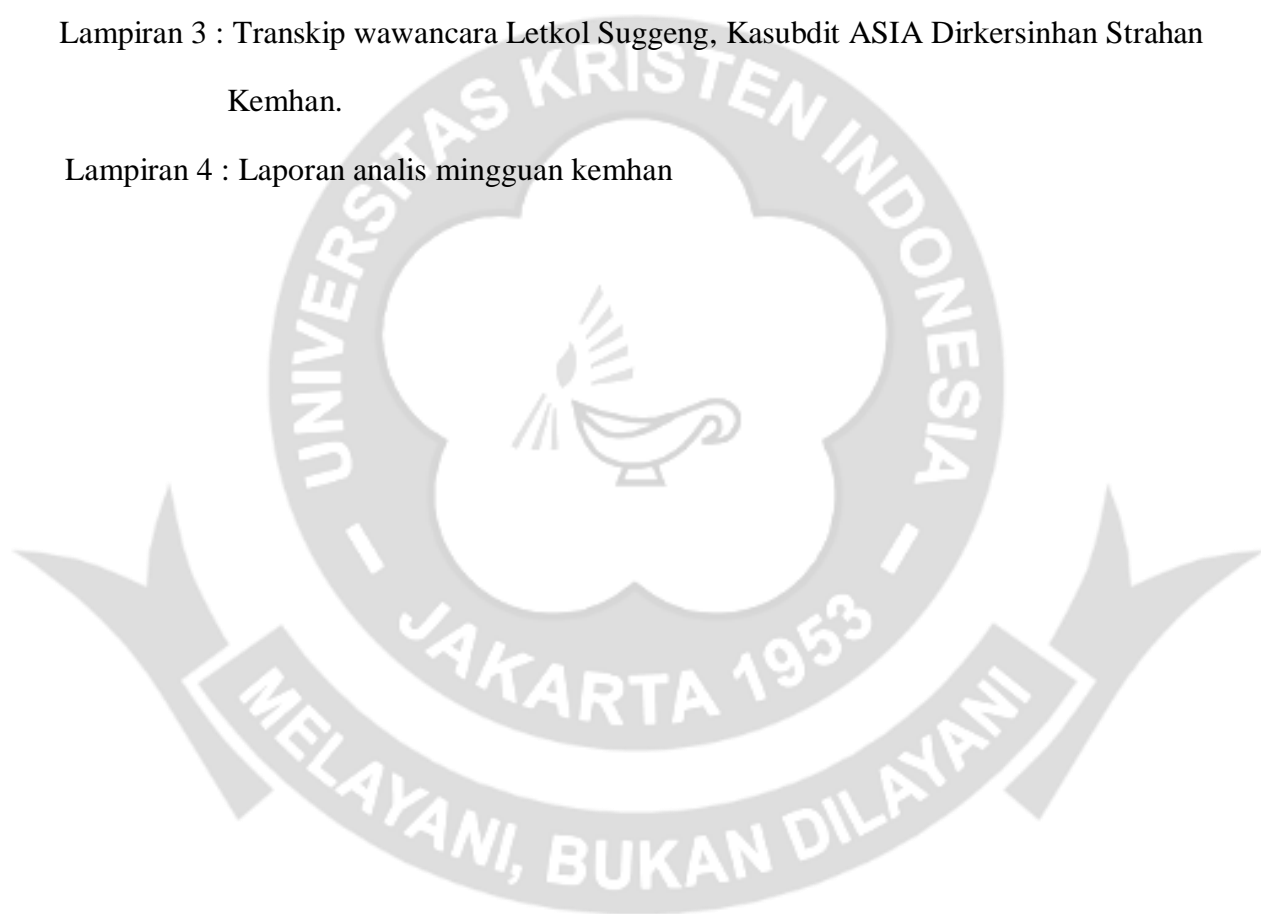 Lampiran 3 : Transkip wawancara Letkol Suggeng, Kasubdit ASIA Dirkersinhan Strahan
Kemhan.
Lampiran 4 : Laporan analis mingguan kemhan
UNIVERSITAS KRISTEN INDONESIA
- JAKARTA 1953 -
MELAYANI, BUKAN DILAYANI